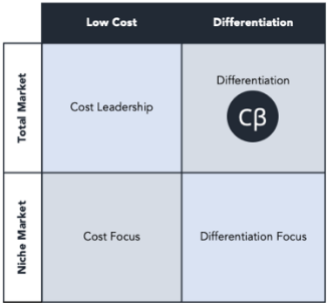 Low Cost
Differentiation
Total Market
Cost Leadership
Differentiation
Cβ
Niche Market
Cost Focus
Differentiation Focus